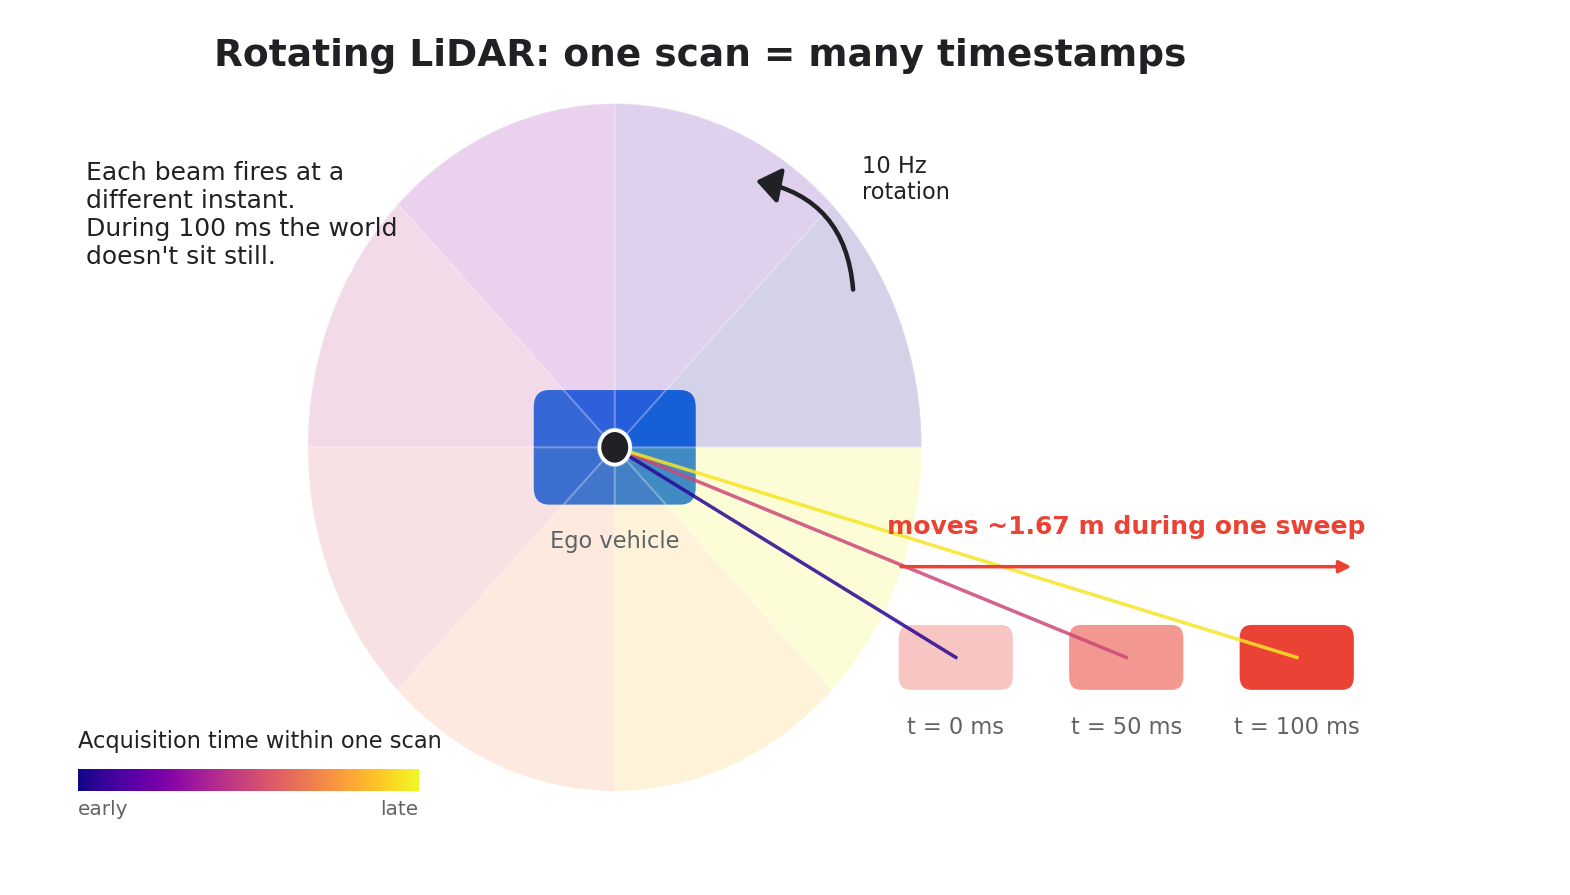 Rotating LiDAR: one scan = many timestamps
Each beam fires at a
different instant.
During 100 ms the world
doesn't sit still.
10 Hz
rotation
Ego vehicle
moves ~1.67 m during one sweep
t = 0 ms
t = 50 ms
t = 100 ms
Acquisition time within one scan
early
late